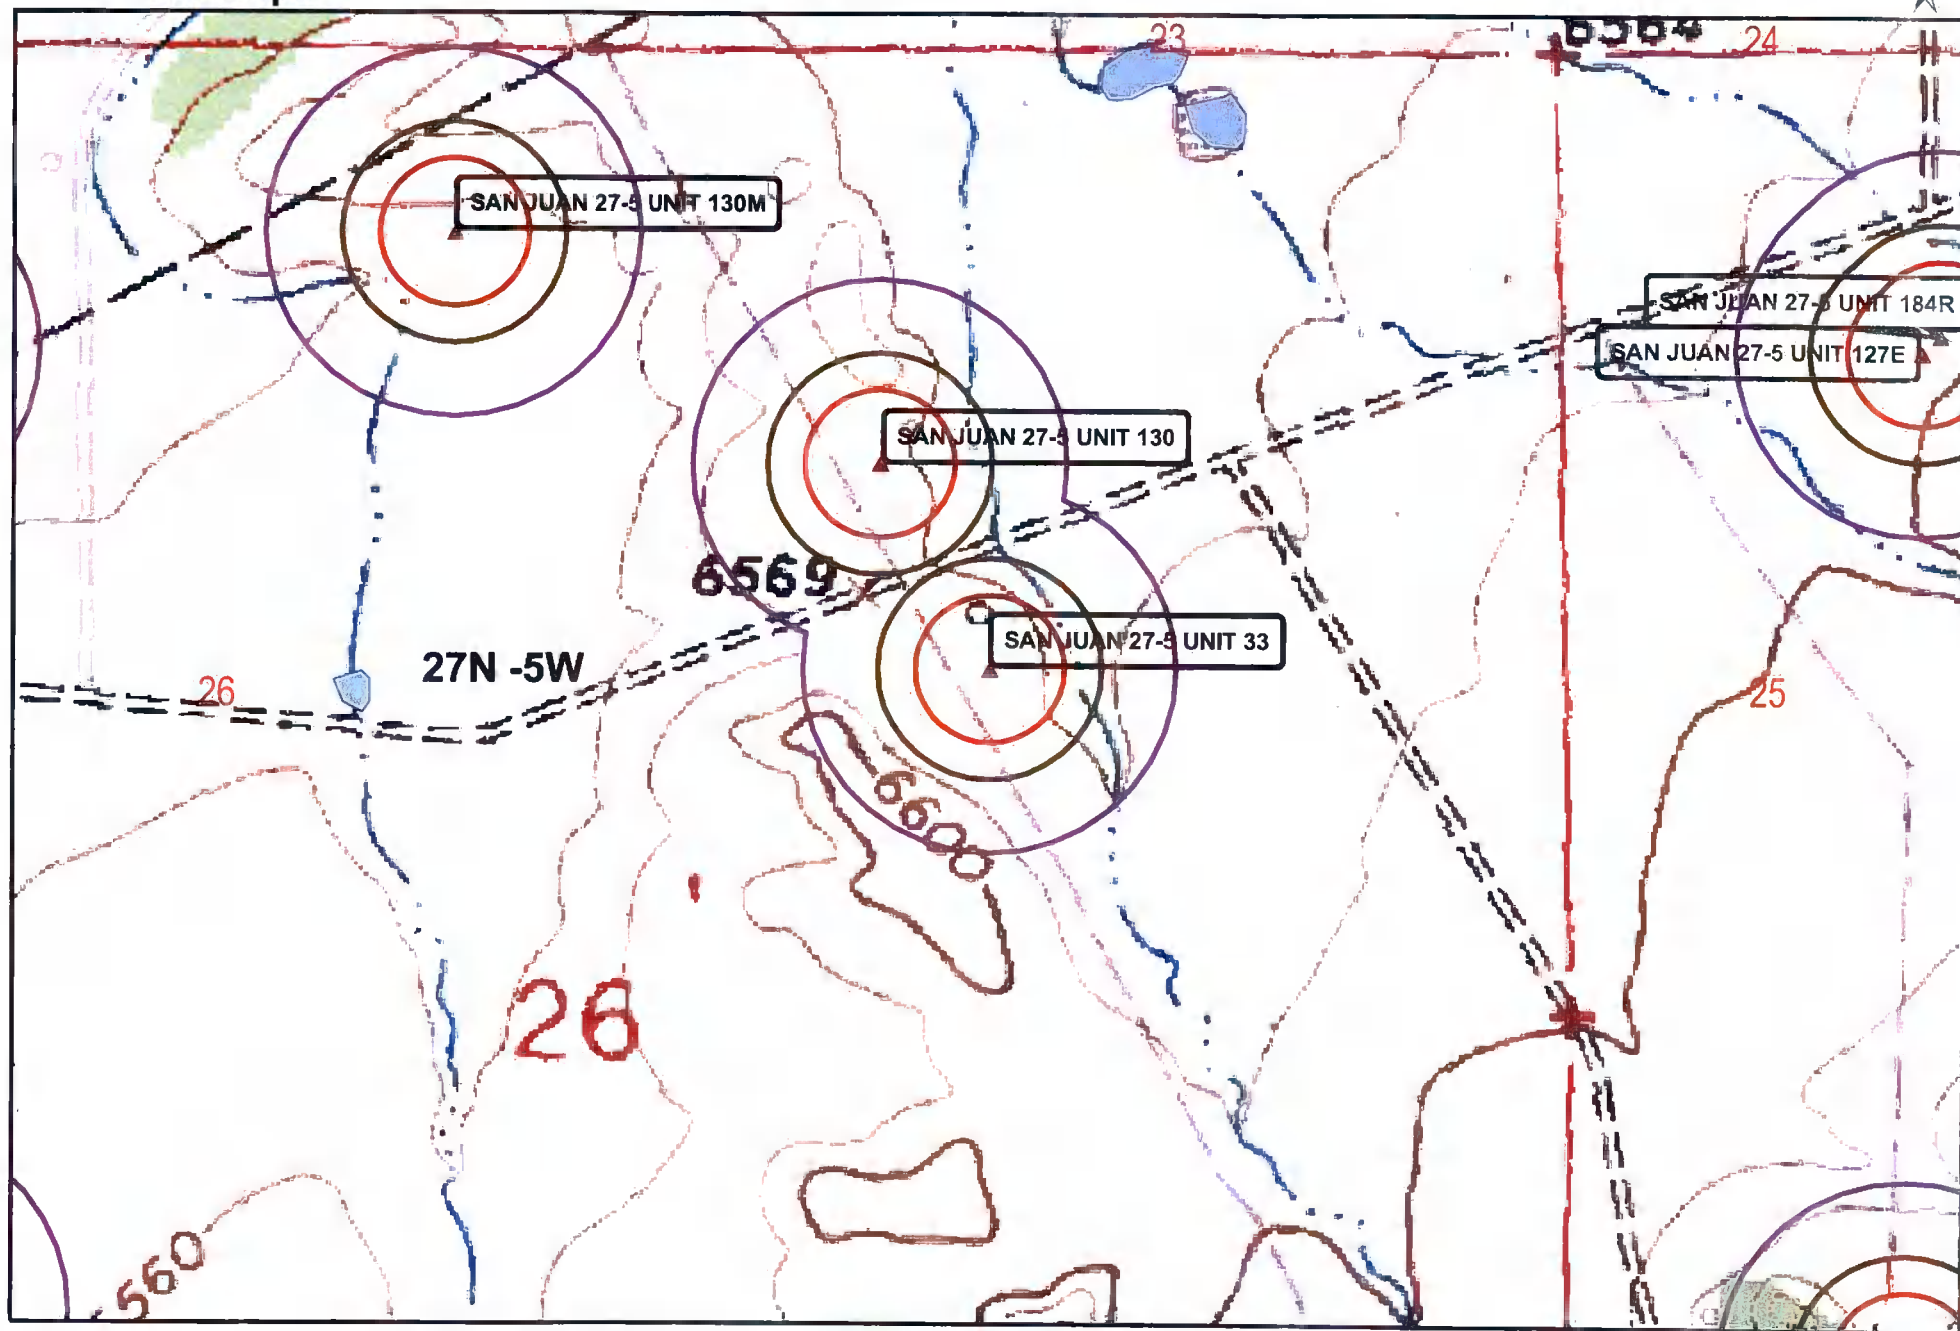 23
6564
24
SAN JUAN 27-5 UNIT 130M
SAN JUAN 27-5 UNIT 184R
SAN JUAN 27-5 UNIT 127E
SAN JUAN 27-5 UNIT 130
6569
SAN JUAN 27-5 UNIT 33
27N -5W
26
25
6600
26
560